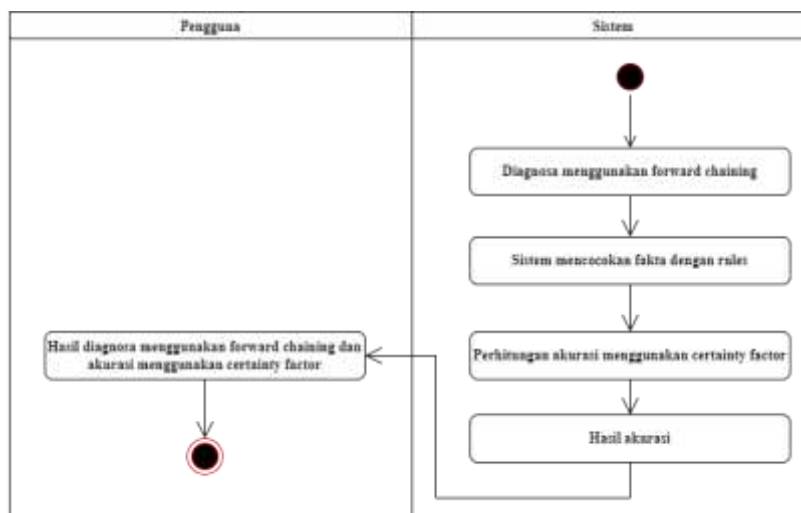 Pengguna
Sistem
Diagnosa menggunakan forward chaining
Sistem mencocokan fakta dengan rules
Perhitungan akurasi menggunakan certainty factor
Hasil akurasi
Hasil diagnosa menggunakan forward chaining dan
akurasi menggunakan certainty factor